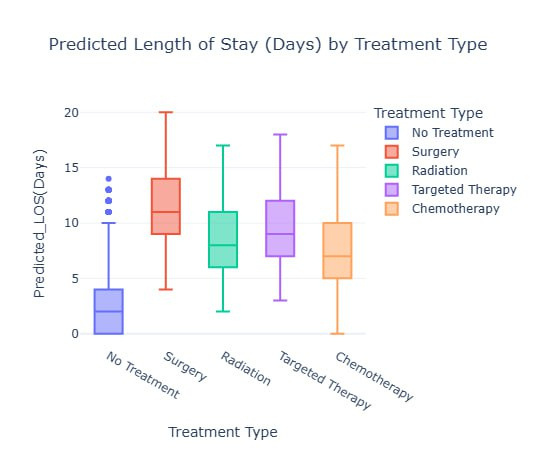 Predicted Length of Stay (Days) by Treatment Type
Treatment Type
No Treatment
Surgery
Radiation
Targeted Therapy
Chemotherapy
Predicted_LOS(Days)
20
15
10
5
0
No Treatment
Surgery
Radiation
Targeted Therapy
Chemotherapy
Treatment Type